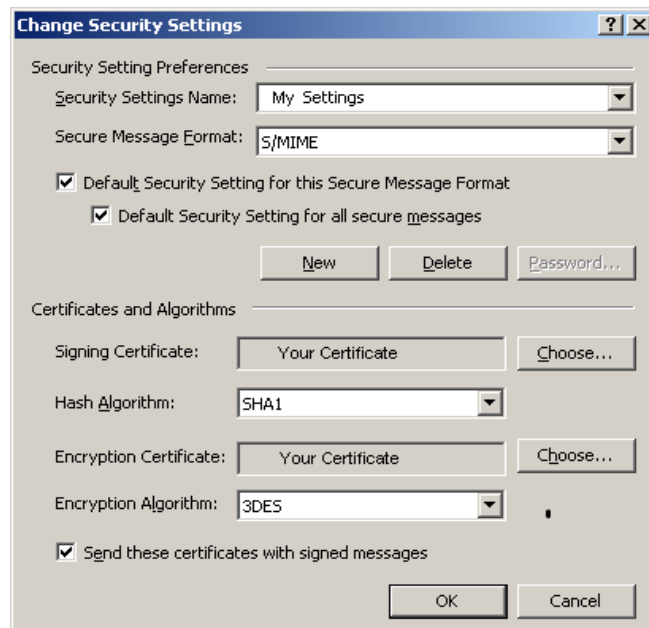 Change Security Settings
Security Setting Preferences
Security Settings Name: My Settings
Secure Message Format: S/MIME
Default Security Setting for this Secure Message Format
Default Security Setting for all secure messages
New Delete Password...
Certificates and Algorithms
Signing Certificate: Your Certificate Choose...
Hash Algorithm: SHA1
Encryption Certificate: Your Certificate Choose...
Encryption Algorithm: 3DES
Send these certificates with signed messages
OK Cancel